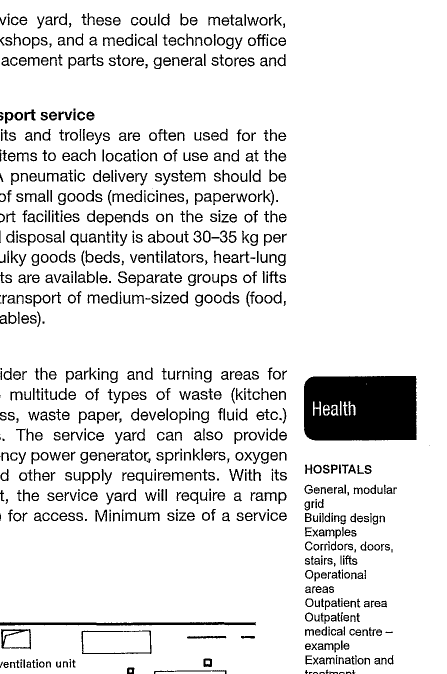 vice yard, these could be metalwork,
kshops, and a medical technology office
acement parts store, general stores and
sport service
its and trolleys are often used for the
items to each location of use and at the
A pneumatic delivery system should be
of small goods (medicines, paperwork).
ort facilities depends on the size of the
l disposal quantity is about 30–35 kg per
ulky goods (beds, ventilators, heart-lung
ts are available. Separate groups of lifts
transport of medium-sized goods (food,
ables).
ider the parking and turning areas for
multitude of types of waste (kitchen
ss, waste paper, developing fluid etc.)
s. The service yard can also provide
ncy power generator, sprinklers, oxygen
d other supply requirements. With its
t, the service yard will require a ramp
) for access. Minimum size of a service
ventilation unit
Health
HOSPITALS
General, modular
grid
Building design
Examples
Corridors, doors,
stairs, lifts
Operational
areas
Outpatient area
Outpatient
medical centre –
example
Examination and
treatment